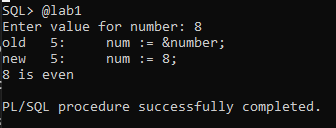 SQL> @lab1
Enter value for number: 8
old   5:     num := &number;
new   5:     num := 8;
8 is even
PL/SQL procedure successfully completed.